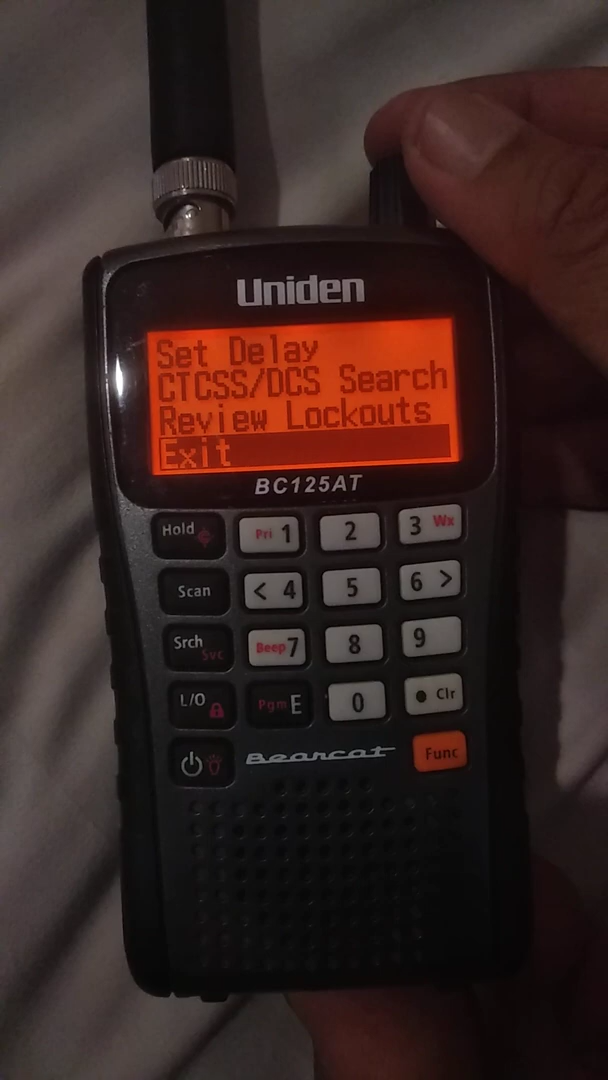 Uniden
Set Delay
CTCSS/DCS Search
Review Lockouts
Exit
BC125AT
Hold Pri 1 2 3 Wx
Scan < 4 5 6 >
Srch Svc Beep 7 8 9
L/O Pgm E 0 • Clr
Bearcat Func